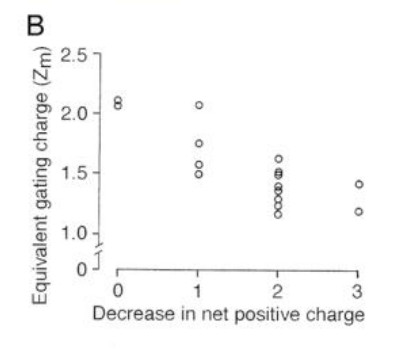 B
Equivalent gating charge (Zm)
2.5
2.0
1.5
1.0
0
0 1 2 3
Decrease in net positive charge